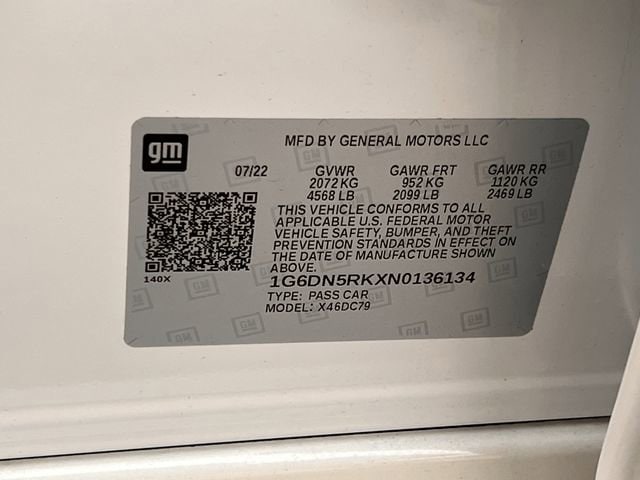 gm
MFD BY GENERAL MOTORS LLC
07/22 GVWR GAWR FRT GAWR RR
2072 KG 952 KG 1120 KG
4568 LB 2099 LB 2469 LB
THIS VEHICLE CONFORMS TO ALL
APPLICABLE U.S. FEDERAL MOTOR
VEHICLE SAFETY, BUMPER, AND THEFT
PREVENTION STANDARDS IN EFFECT ON
THE DATE OF MANUFACTURE SHOWN
ABOVE.
140X
1G6DN5RKXN0136134
TYPE: PASS CAR
MODEL: X46DC79